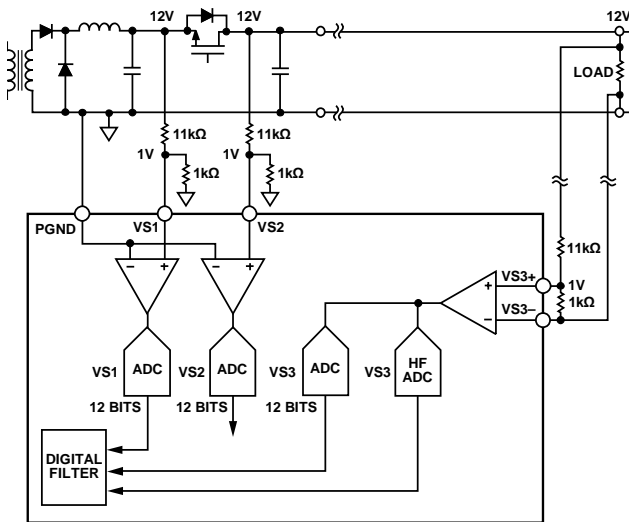 12V 12V 12V
LOAD
11kΩ 11kΩ
1V 1V
1kΩ 1kΩ
PGND VS1 VS2
11kΩ
VS3+ 1V
1kΩ
VS3–
– + – + + –
VS1 ADC VS2 ADC VS3 ADC VS3 HF ADC
12 BITS 12 BITS 12 BITS
DIGITAL
FILTER